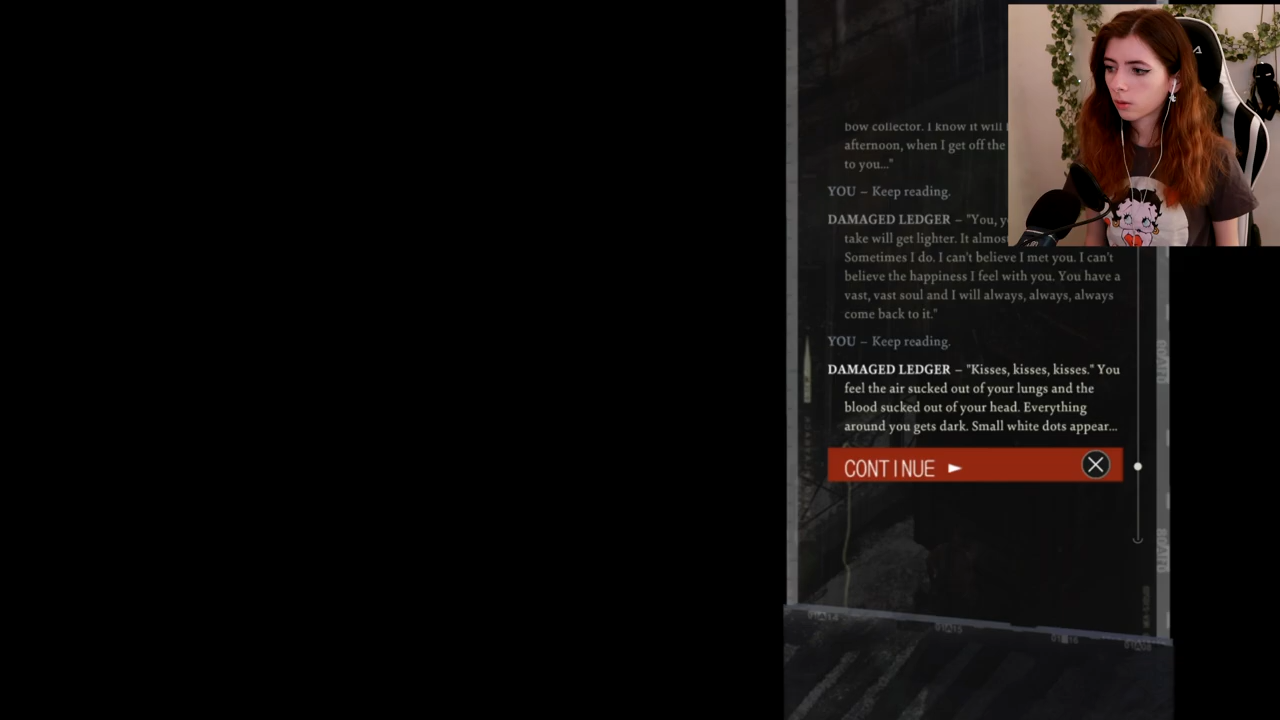 bow collector. I know it will
afternoon, when I get off the
to you..."
YOU – Keep reading.
DAMAGED LEDGER – "You,
take will get lighter. It almost
Sometimes I do. I can't believe I met you. I can't
believe the happiness I feel with you. You have a
vast, vast soul and I will always, always, always
come back to it."
YOU – Keep reading.
DAMAGED LEDGER – "Kisses, kisses, kisses." You
feel the air sucked out of your lungs and the
blood sucked out of your head. Everything
around you gets dark. Small white dots appear...
CONTINUE